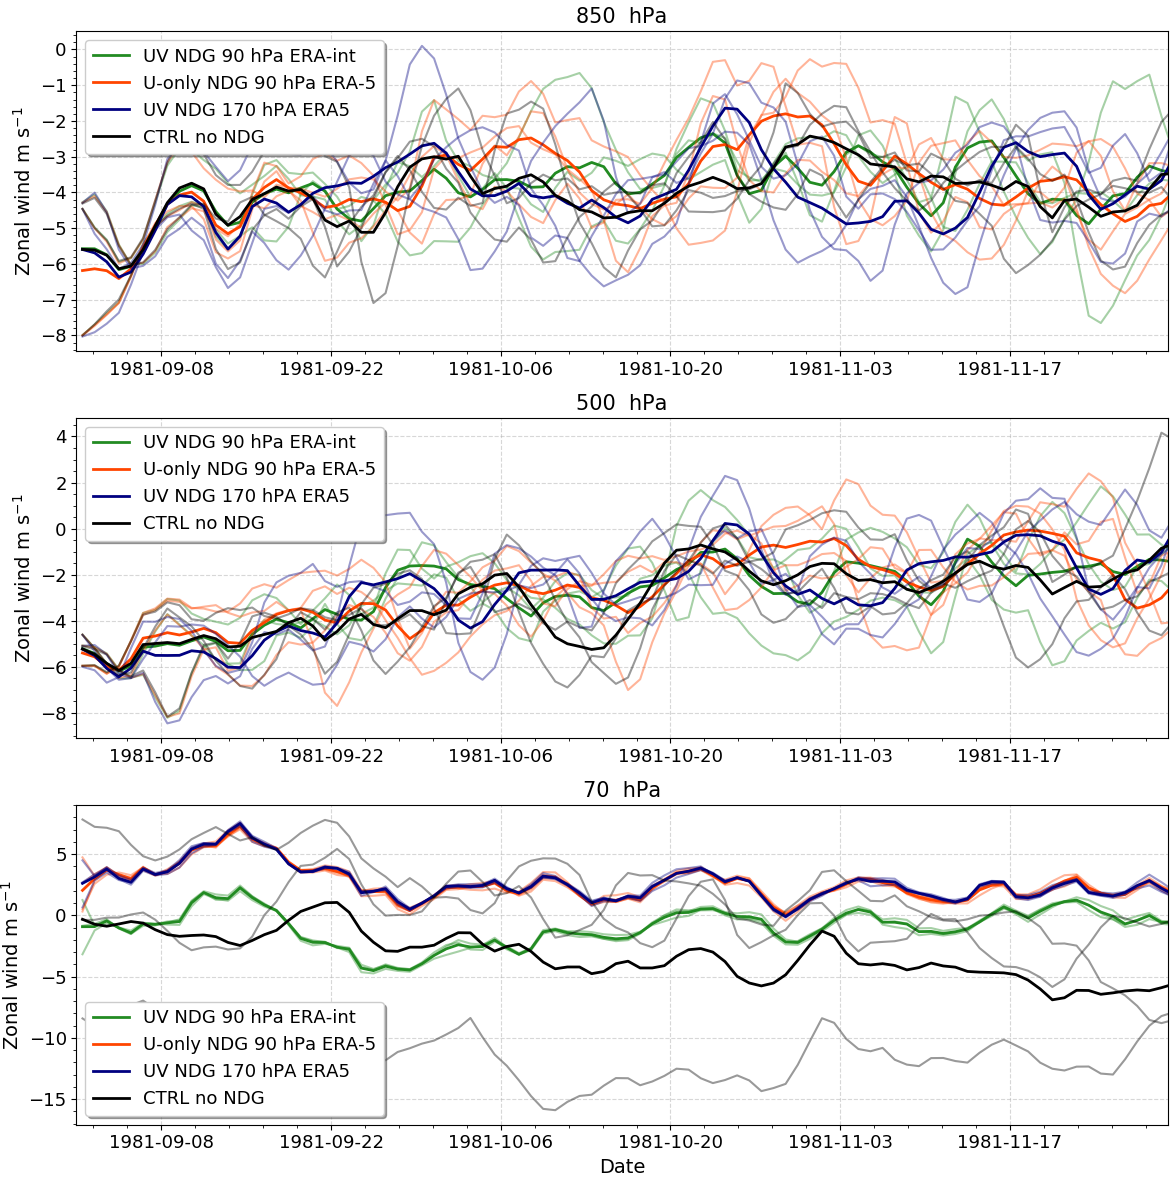 850  hPa
Zonal wind m s⁻¹
0
−1
−2
−3
−4
−5
−6
−7
−8
UV NDG 90 hPa ERA-int
U-only NDG 90 hPa ERA-5
UV NDG 170 hPA ERA5
CTRL no NDG
1981-09-08 1981-09-22 1981-10-06 1981-10-20 1981-11-03 1981-11-17
500  hPa
Zonal wind m s⁻¹
4
2
0
−2
−4
−6
−8
UV NDG 90 hPa ERA-int
U-only NDG 90 hPa ERA-5
UV NDG 170 hPA ERA5
CTRL no NDG
1981-09-08 1981-09-22 1981-10-06 1981-10-20 1981-11-03 1981-11-17
70  hPa
Zonal wind m s⁻¹
5
0
−5
−10
−15
UV NDG 90 hPa ERA-int
U-only NDG 90 hPa ERA-5
UV NDG 170 hPA ERA5
CTRL no NDG
1981-09-08 1981-09-22 1981-10-06 1981-10-20 1981-11-03 1981-11-17
Date